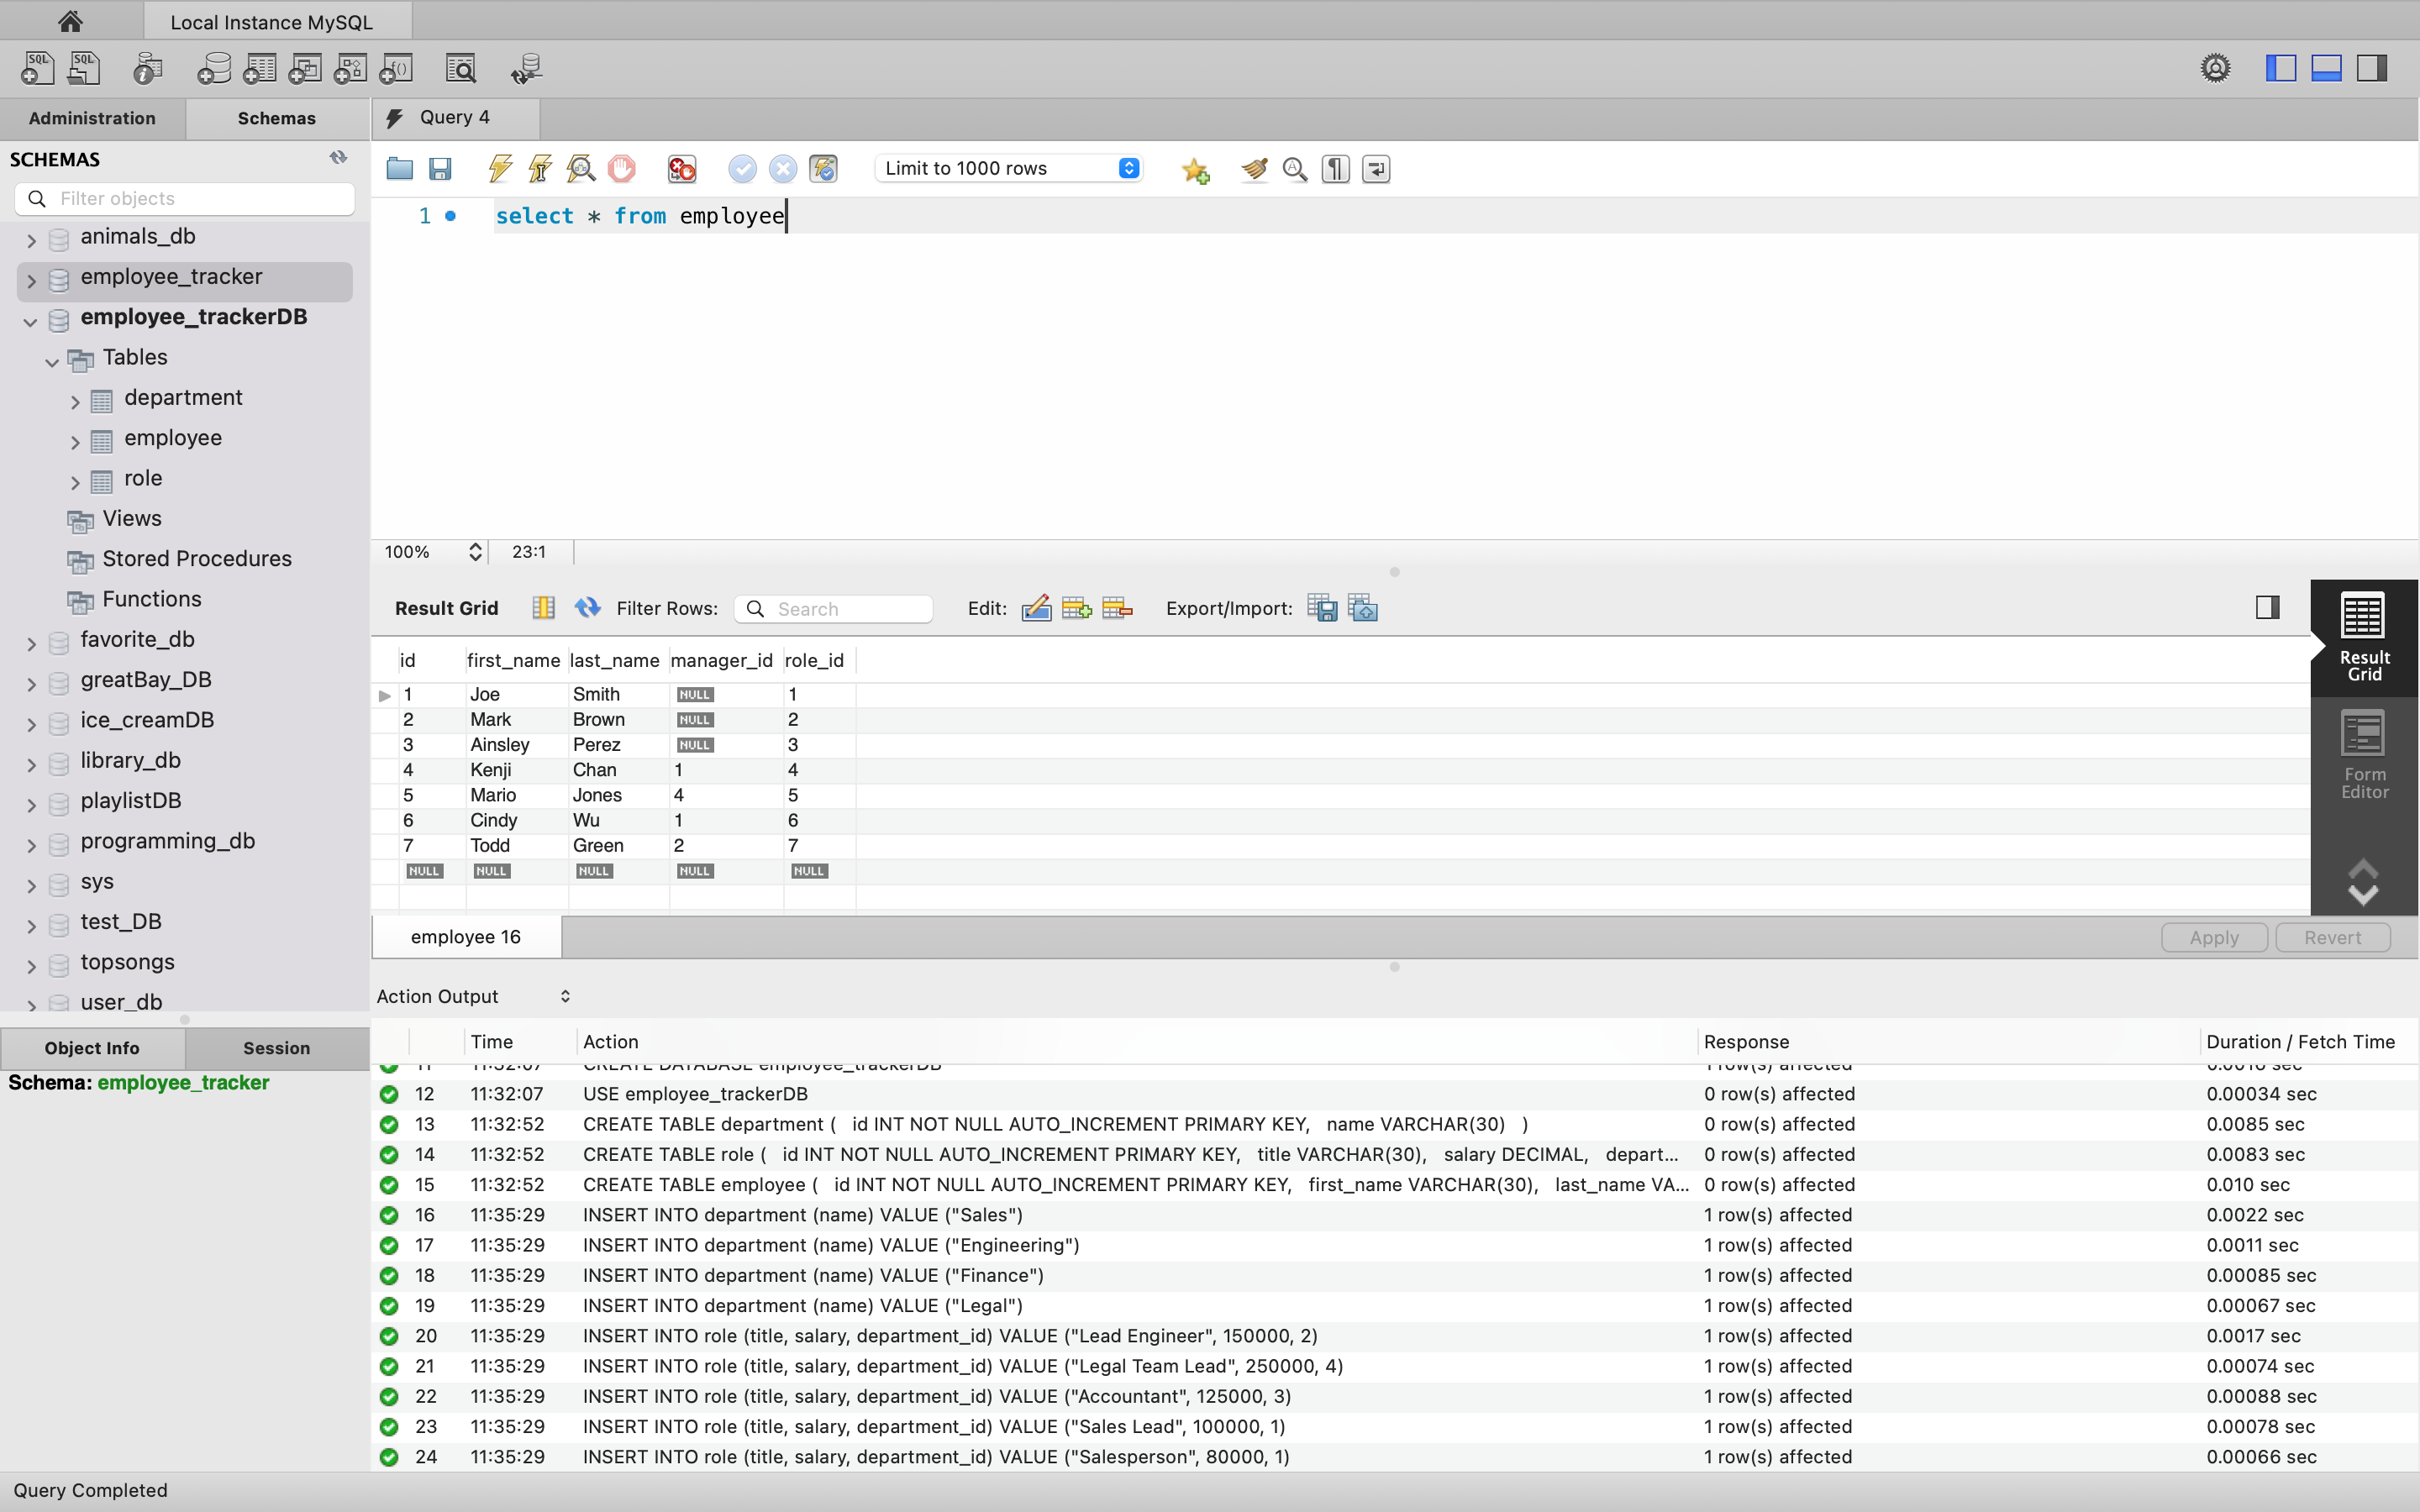 Local Instance MySQL
Administration
Schemas
Query 4
SCHEMAS
Filter objects
animals_db
employee_tracker
employee_trackerDB
Tables
department
employee
role
Views
Stored Procedures
Functions
favorite_db
greatBay_DB
ice_creamDB
library_db
playlistDB
programming_db
sys
test_DB
topsongs
user_db
Object Info
Session
Schema: employee_tracker
Limit to 1000 rows
1 select * from employee
100% 23:1
Result Grid Filter Rows: Search Edit: Export/Import:
id first_name last_name manager_id role_id
1 Joe Smith NULL 1
2 Mark Brown NULL 2
3 Ainsley Perez NULL 3
4 Kenji Chan 1 4
5 Mario Jones 4 5
6 Cindy Wu 1 6
7 Todd Green 2 7
NULL NULL NULL NULL NULL
Result
Grid
Form
Editor
employee 16
Apply
Revert
Action Output
Time Action Response Duration / Fetch Time
11 11:32:07 CREATE DATABASE employee_trackerDB 1 row(s) affected 0.0016 sec
12 11:32:07 USE employee_trackerDB 0 row(s) affected 0.00034 sec
13 11:32:52 CREATE TABLE department ( id INT NOT NULL AUTO_INCREMENT PRIMARY KEY, name VARCHAR(30) ) 0 row(s) affected 0.0085 sec
14 11:32:52 CREATE TABLE role ( id INT NOT NULL AUTO_INCREMENT PRIMARY KEY, title VARCHAR(30), salary DECIMAL, depart... 0 row(s) affected 0.0083 sec
15 11:32:52 CREATE TABLE employee ( id INT NOT NULL AUTO_INCREMENT PRIMARY KEY, first_name VARCHAR(30), last_name VA... 0 row(s) affected 0.010 sec
16 11:35:29 INSERT INTO department (name) VALUE ("Sales") 1 row(s) affected 0.0022 sec
17 11:35:29 INSERT INTO department (name) VALUE ("Engineering") 1 row(s) affected 0.0011 sec
18 11:35:29 INSERT INTO department (name) VALUE ("Finance") 1 row(s) affected 0.00085 sec
19 11:35:29 INSERT INTO department (name) VALUE ("Legal") 1 row(s) affected 0.00067 sec
20 11:35:29 INSERT INTO role (title, salary, department_id) VALUE ("Lead Engineer", 150000, 2) 1 row(s) affected 0.0017 sec
21 11:35:29 INSERT INTO role (title, salary, department_id) VALUE ("Legal Team Lead", 250000, 4) 1 row(s) affected 0.00074 sec
22 11:35:29 INSERT INTO role (title, salary, department_id) VALUE ("Accountant", 125000, 3) 1 row(s) affected 0.00088 sec
23 11:35:29 INSERT INTO role (title, salary, department_id) VALUE ("Sales Lead", 100000, 1) 1 row(s) affected 0.00078 sec
24 11:35:29 INSERT INTO role (title, salary, department_id) VALUE ("Salesperson", 80000, 1) 1 row(s) affected 0.00066 sec
Query Completed